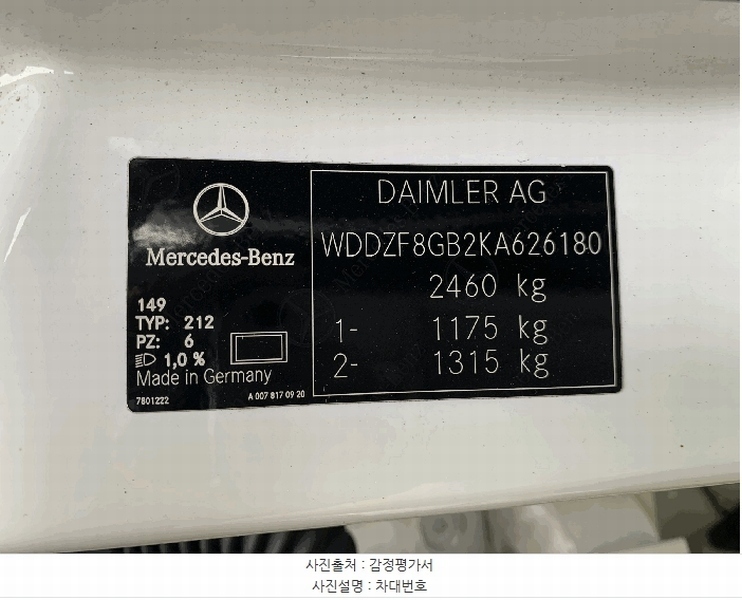 Mercedes-Benz
149
TYP: 212
PZ: 6
1,0 %
Made in Germany
7801222
A 007 817 09 20
DAIMLER AG
WDDZF8GB2KA626180
2460 kg
1- 1175 kg
2- 1315 kg
사진출처 : 감정평가서
사진설명 : 차대번호